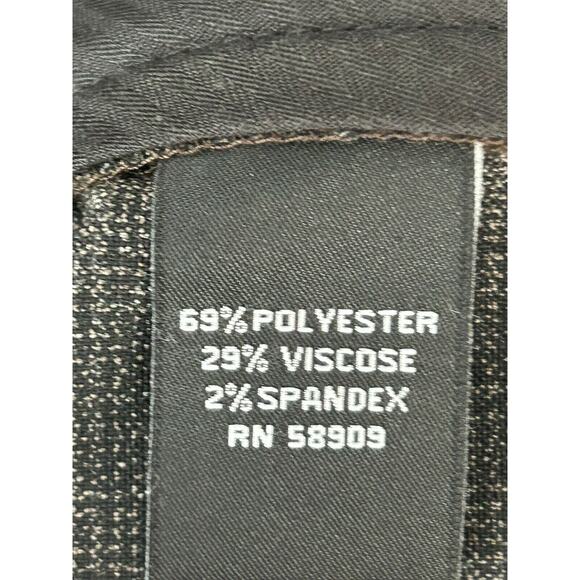 69% POLYESTER
29% VISCOSE
2% SPANDEX
RN 58909